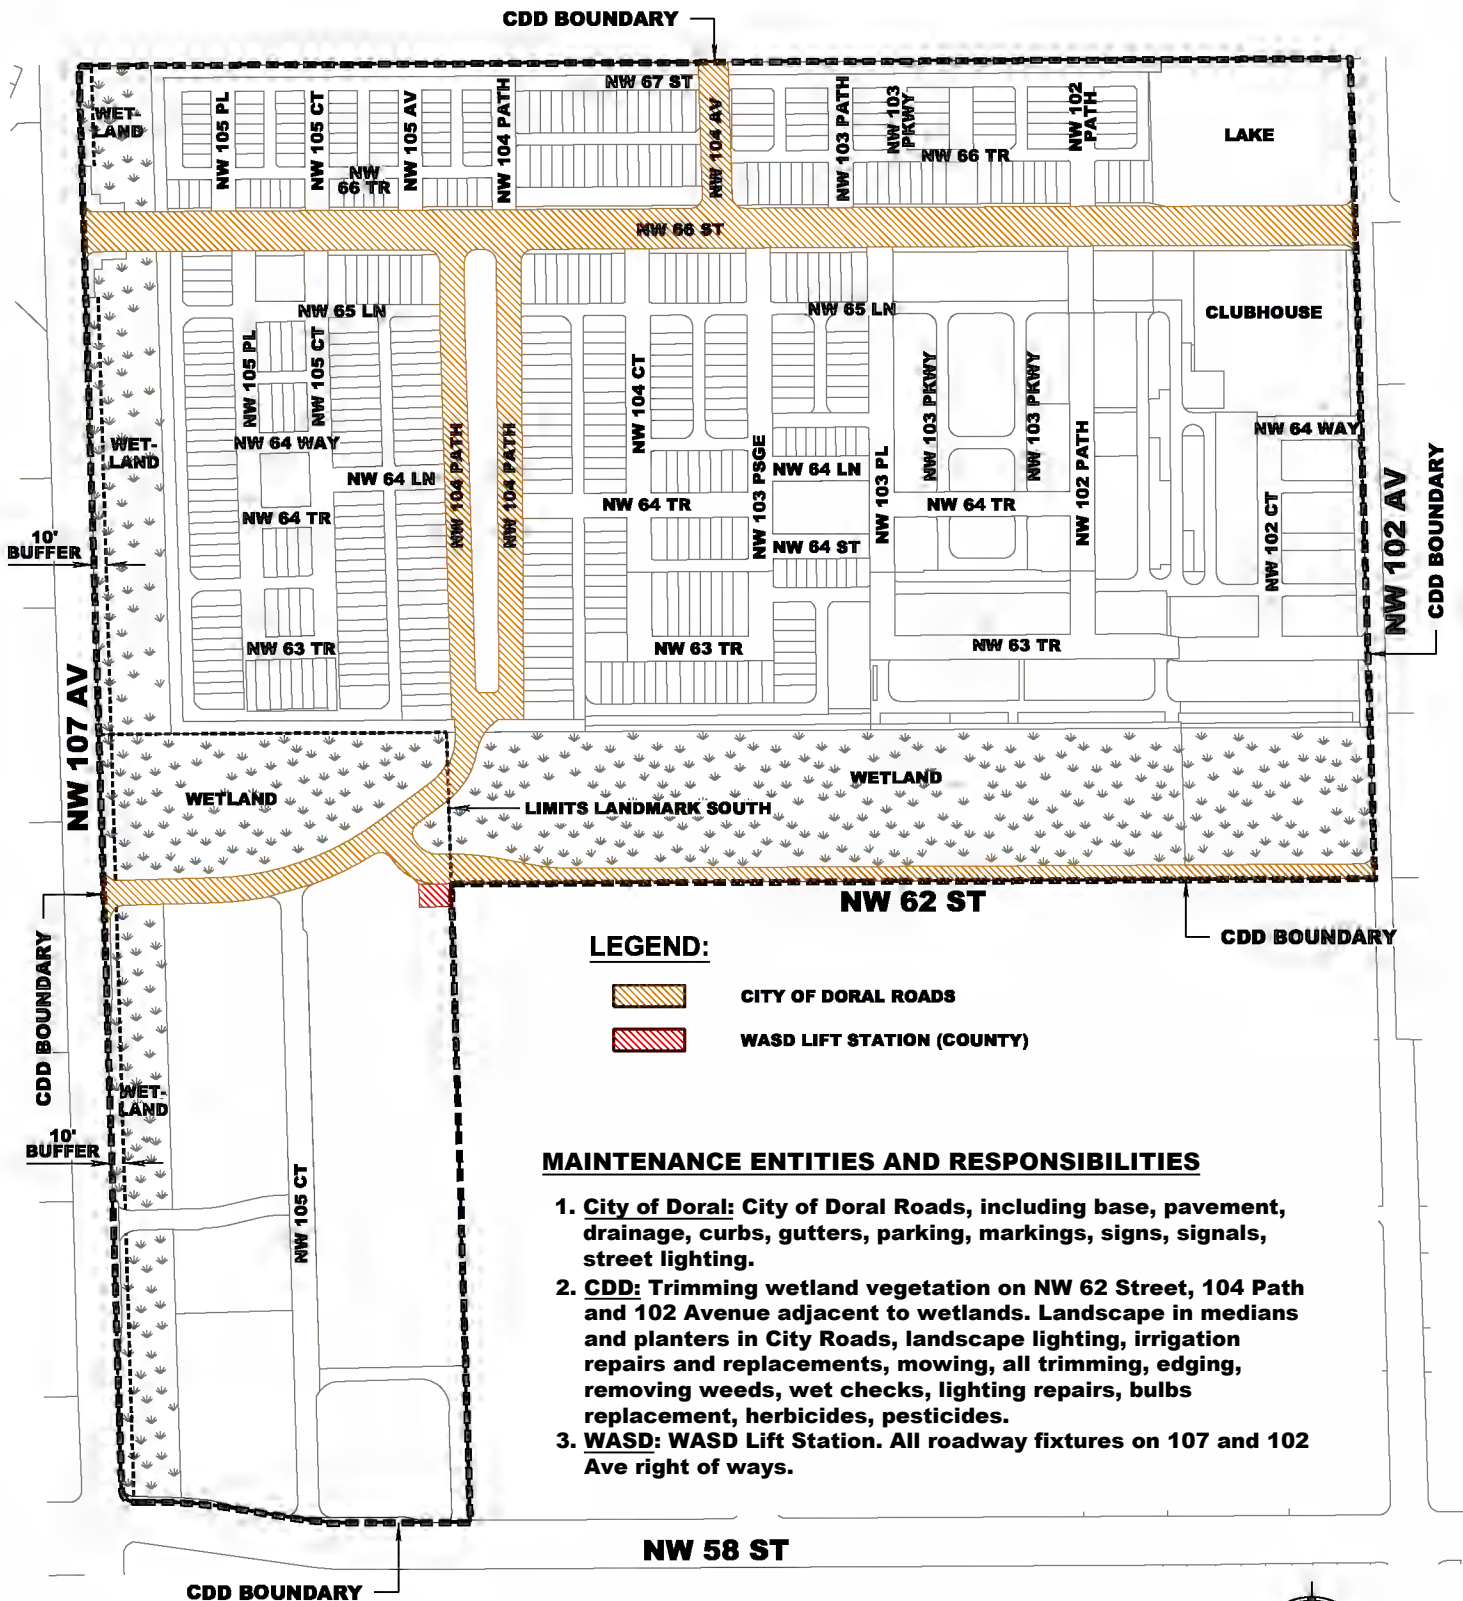 CDD BOUNDARY
NW 67 ST
WET-
LAND
NW 105 PL
NW 105 CT
NW 105 AV
NW 104 PATH
NW 104 AV
NW 103 PATH
NW 103
PKWY
NW 102
PATH
LAKE
NW
66 TR
NW 66 TR
NW 66 ST
NW 65 LN
NW 65 LN
CLUBHOUSE
NW 105 PL
NW 105 CT
NW 104 CT
NW 103 PKWY
NW 103 PKWY
WET-
LAND
NW 64 WAY
NW 64 WAY
NW 64 LN
NW 104 PATH
NW 104 PATH
NW 103 PSGE
NW 64 LN
NW 103 PL
NW 102 PATH
NW 64 TR
NW 64 TR
NW 64 TR
NW 102 CT
NW 102 AV
CDD BOUNDARY
10'
BUFFER
NW 64 ST
NW 63 TR
NW 63 TR
NW 63 TR
NW 107 AV
WETLAND
WETLAND
LIMITS LANDMARK SOUTH
NW 62 ST
CDD BOUNDARY
CDD BOUNDARY
LEGEND:
CITY OF DORAL ROADS
WASD LIFT STATION (COUNTY)
WET-
LAND
10'
BUFFER
NW 105 CT
MAINTENANCE ENTITIES AND RESPONSIBILITIES
1. City of Doral: City of Doral Roads, including base, pavement,
drainage, curbs, gutters, parking, markings, signs, signals,
street lighting.
2. CDD: Trimming wetland vegetation on NW 62 Street, 104 Path
and 102 Avenue adjacent to wetlands. Landscape in medians
and planters in City Roads, landscape lighting, irrigation
repairs and replacements, mowing, all trimming, edging,
removing weeds, wet checks, lighting repairs, bulbs
replacement, herbicides, pesticides.
3. WASD: WASD Lift Station. All roadway fixtures on 107 and 102
Ave right of ways.
NW 58 ST
CDD BOUNDARY